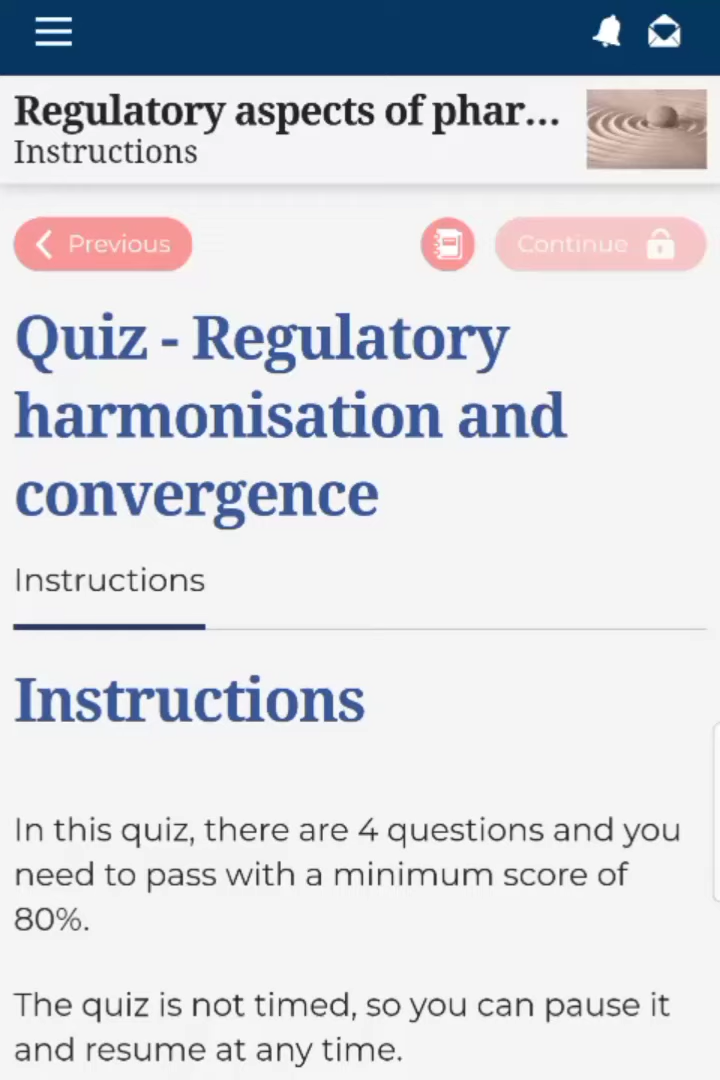 Regulatory aspects of phar...
Instructions
Previous
Continue
Quiz - Regulatory
harmonisation and
convergence
Instructions
Instructions
In this quiz, there are 4 questions and you
need to pass with a minimum score of
80%.
The quiz is not timed, so you can pause it
and resume at any time.